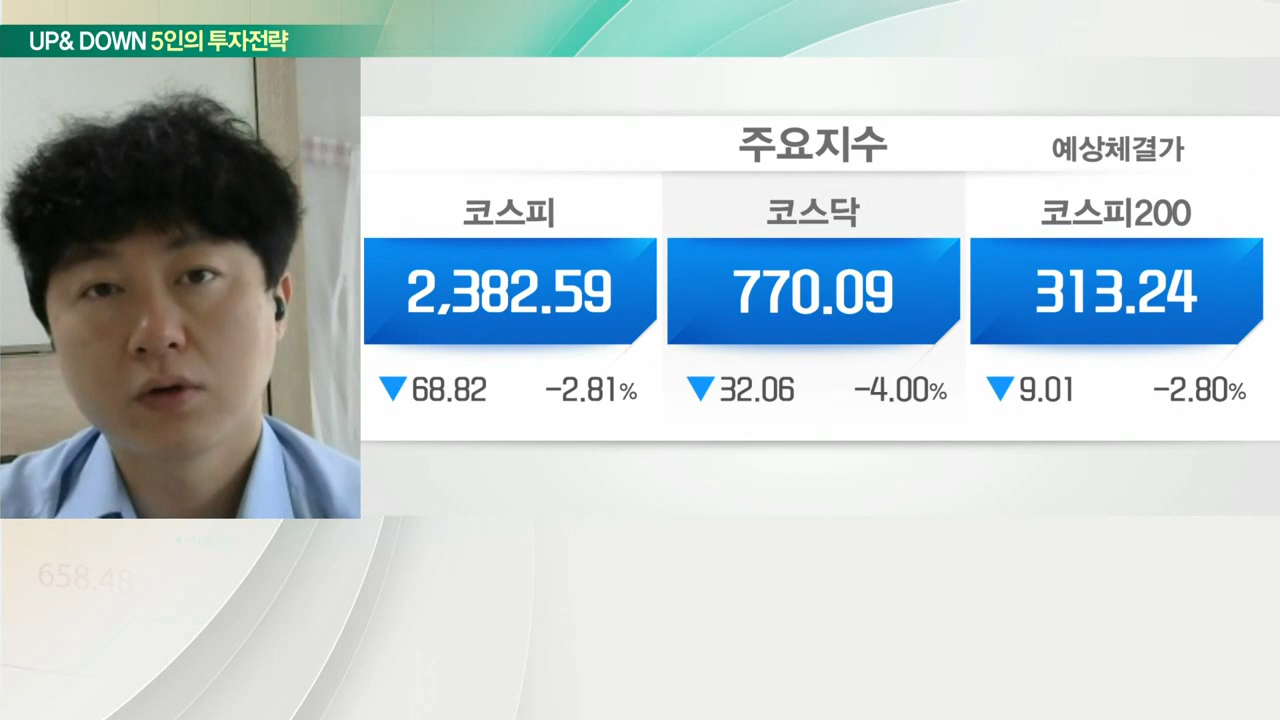 UP& DOWN 5인의 투자전략
주요지수 예상체결가
코스피 코스닥 코스피200
2,382.59 770.09 313.24
▼68.82 -2.81% ▼32.06 -4.00% ▼9.01 -2.80%
658.48